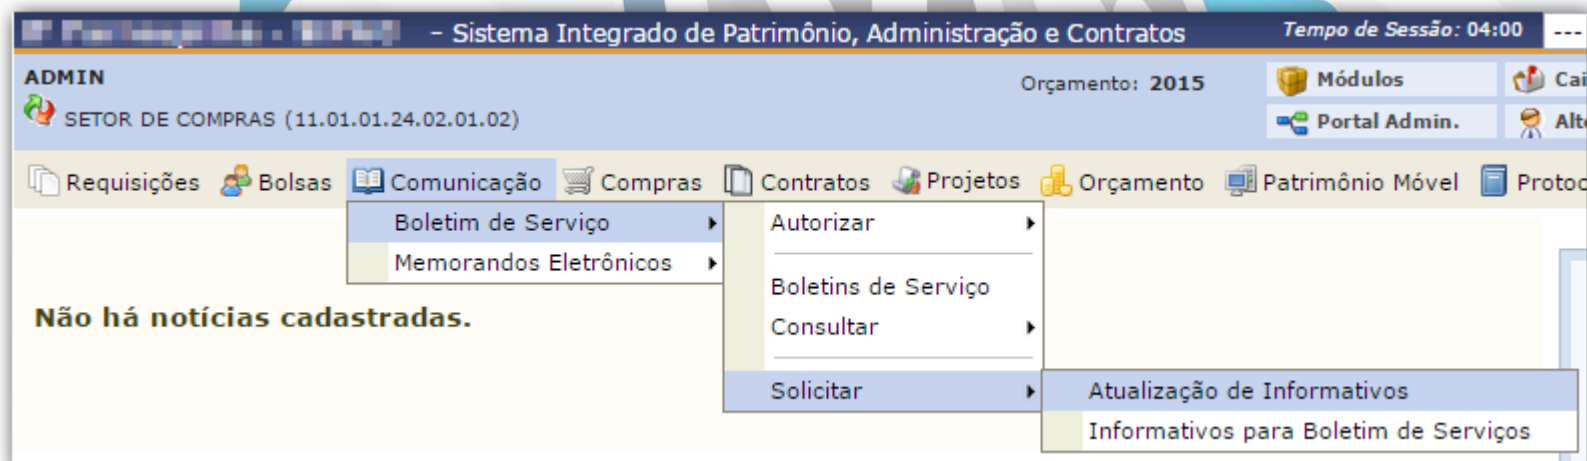 – Sistema Integrado de Patrimônio, Administração e Contratos Tempo de Sessão: 04:00 ---
ADMIN Orçamento: 2015 Módulos
SETOR DE COMPRAS (11.01.01.24.02.01.02) Portal Admin.
Requisições Bolsas Comunicação Compras Contratos Projetos Orçamento Patrimônio Móvel
Boletim de Serviço Autorizar
Memorandos Eletrônicos
Boletins de Serviço
Não há notícias cadastradas. Consultar
Solicitar Atualização de Informativos
Informativos para Boletim de Serviços